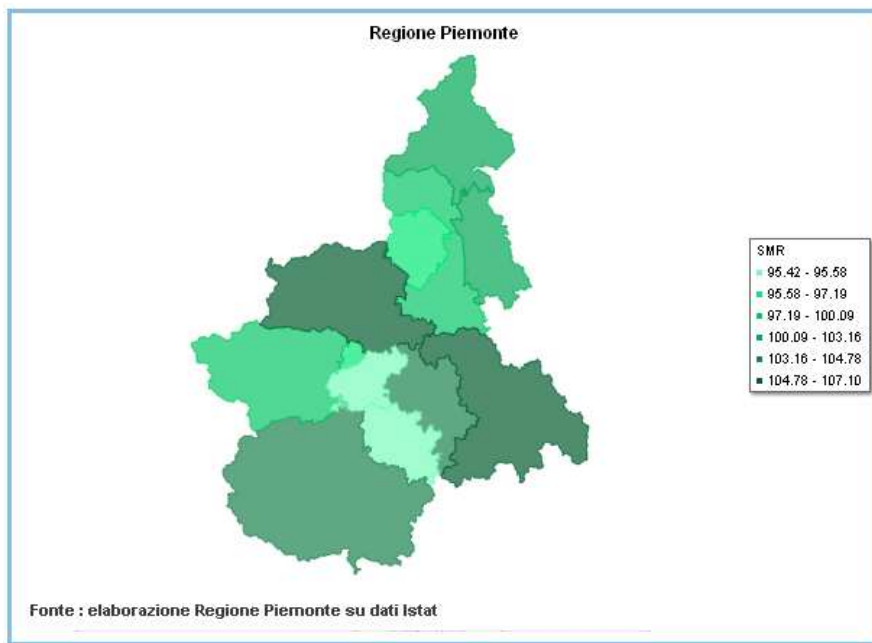 Regione Piemonte
SMR
95.42 - 95.58
95.58 - 97.19
97.19 - 100.09
100.09 - 103.16
103.16 - 104.78
104.78 - 107.10
Fonte : elaborazione Regione Piemonte su dati Istat